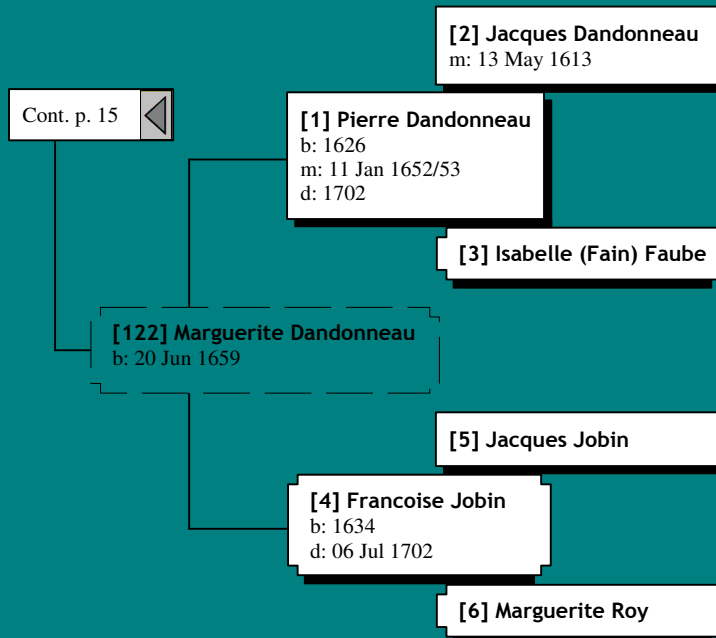 [2] Jacques Dandonneau
m: 13 May 1613
Cont. p. 15
[1] Pierre Dandonneau
b: 1626
m: 11 Jan 1652/53
d: 1702
[3] Isabelle (Fain) Faube
[122] Marguerite Dandonneau
b: 20 Jun 1659
[5] Jacques Jobin
[4] Francoise Jobin
b: 1634
d: 06 Jul 1702
[6] Marguerite Roy